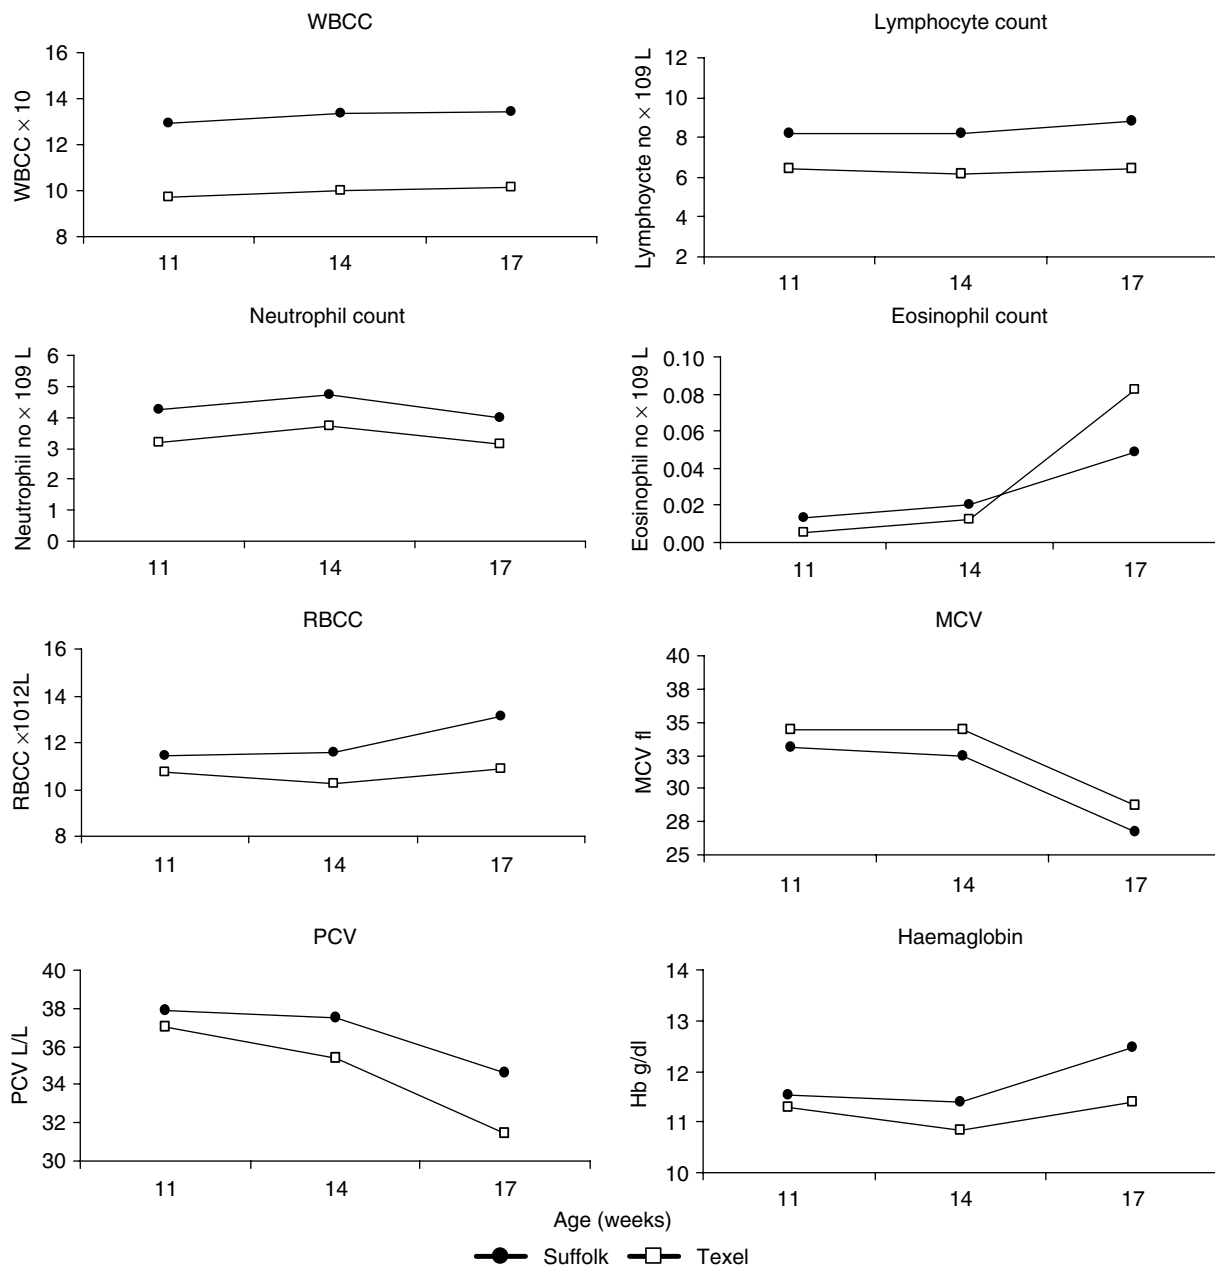 WBCC
WBCC × 10
16
14
12
10
8
11 14 17
Lymphocyte count
Lymphoycte no × 109 L
12
10
8
6
4
2
11 14 17
Neutrophil count
Neutrophil no × 109 L
6
5
4
3
2
1
0
11 14 17
Eosinophil count
Eosinophil no × 109 L
0.10
0.08
0.06
0.04
0.02
0.00
11 14 17
RBCC
RBCC ×1012L
16
14
12
10
8
11 14 17
MCV
MCV fl
40
38
35
33
30
28
25
11 14 17
PCV
PCV L/L
40
38
36
34
32
30
11 14 17
Haemaglobin
Hb g/dl
14
13
12
11
10
11 14 17
Age (weeks)
Suffolk Texel